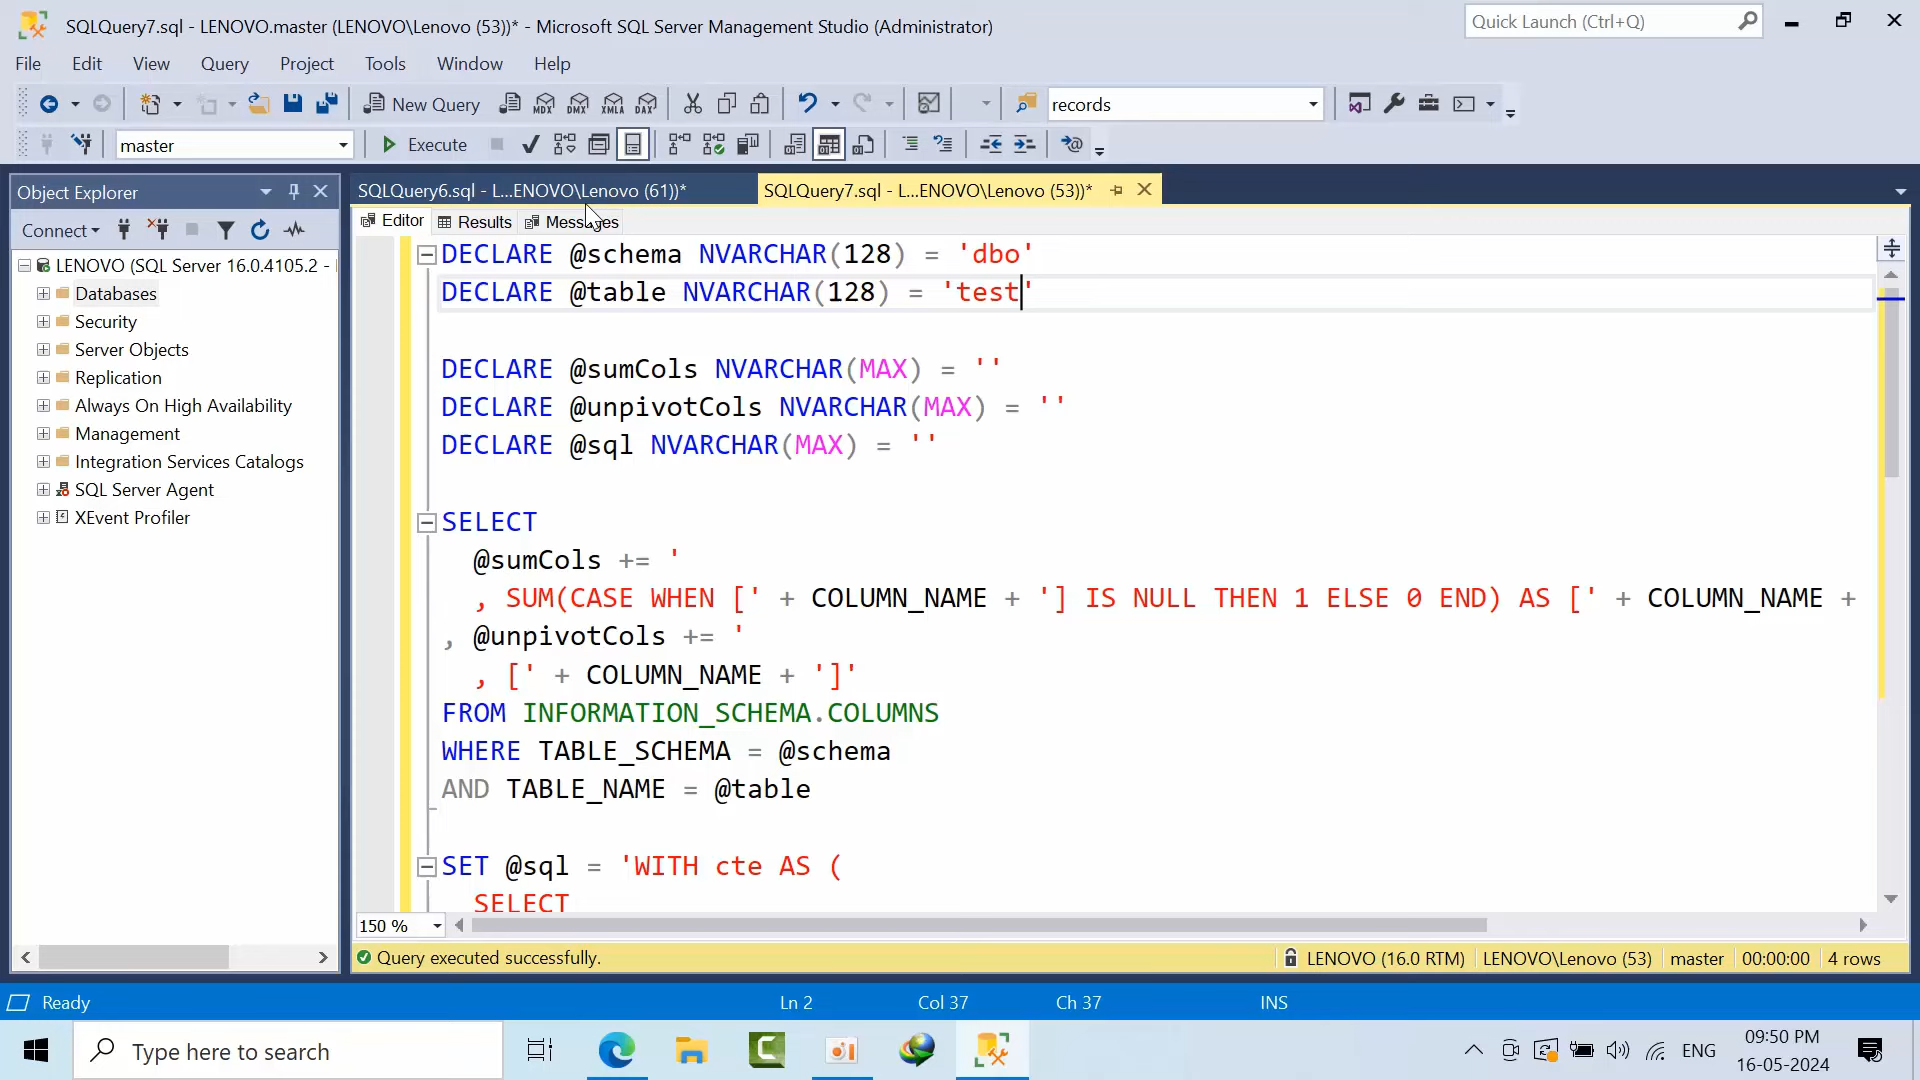 SQLQuery7.sql - LENOVO.master (LENOVO\Lenovo (53))* - Microsoft SQL Server Management Studio (Administrator)
Quick Launch (Ctrl+Q)
File Edit View Query Project Tools Window Help
New Query MDX DMX XMLA DAX records
master Execute
Object Explorer
SQLQuery6.sql - L...ENOVO\Lenovo (61))*
SQLQuery7.sql - L...ENOVO\Lenovo (53))*
Connect
Editor Results Messages
LENOVO (SQL Server 16.0.4105.2 -
Databases
Security
Server Objects
Replication
Always On High Availability
Management
Integration Services Catalogs
SQL Server Agent
XEvent Profiler
DECLARE @schema NVARCHAR(128) = 'dbo'
DECLARE @table NVARCHAR(128) = 'test'
DECLARE @sumCols NVARCHAR(MAX) = ''
DECLARE @unpivotCols NVARCHAR(MAX) = ''
DECLARE @sql NVARCHAR(MAX) = ''
SELECT
@sumCols += '
, SUM(CASE WHEN [' + COLUMN_NAME + '] IS NULL THEN 1 ELSE 0 END) AS [' + COLUMN_NAME +
, @unpivotCols += '
, [' + COLUMN_NAME + ']'
FROM INFORMATION_SCHEMA.COLUMNS
WHERE TABLE_SCHEMA = @schema
AND TABLE_NAME = @table
SET @sql = 'WITH cte AS (
SELECT
150 %
Query executed successfully.
LENOVO (16.0 RTM) LENOVO\Lenovo (53) master 00:00:00 4 rows
Ready Ln 2 Col 37 Ch 37 INS
Type here to search
ENG
09:50 PM
16-05-2024